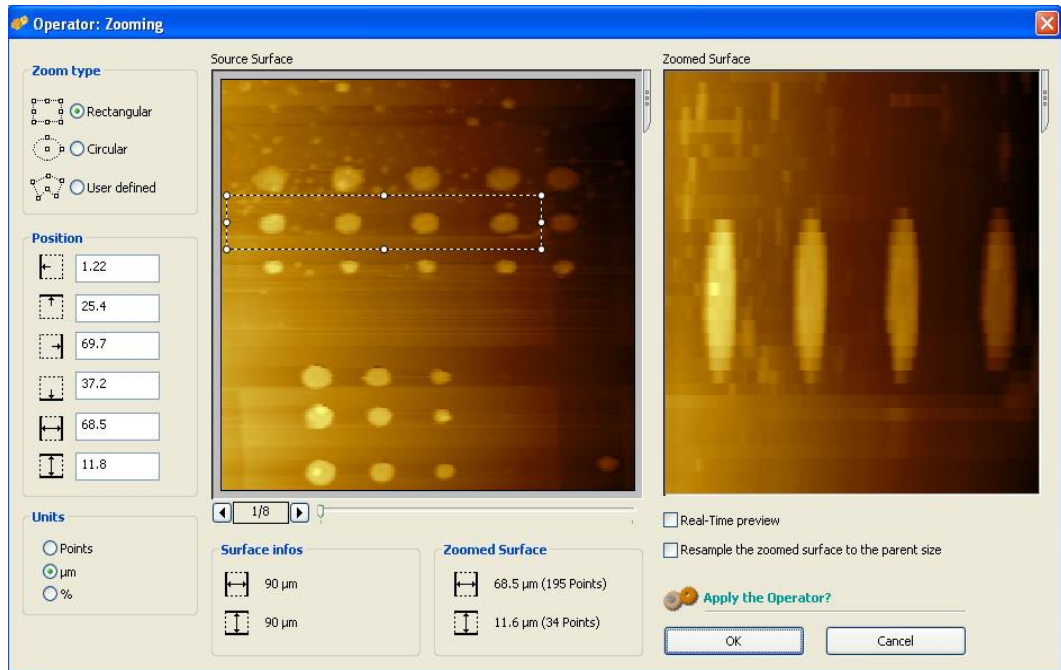 Operator: Zooming
Zoom type
Rectangular
Circular
User defined
Position
1.22
25.4
69.7
37.2
68.5
11.8
Units
Points
µm
%
Source Surface
1/8
Surface infos
90 µm
90 µm
Zoomed Surface
68.5 µm (195 Points)
11.6 µm (34 Points)
Zoomed Surface
Real-Time preview
Resample the zoomed surface to the parent size
Apply the Operator?
OK
Cancel